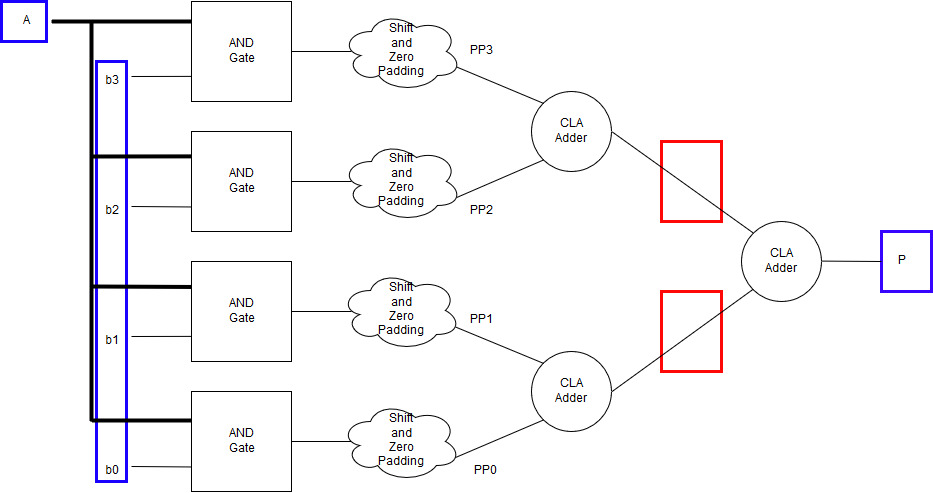 A
AND
Gate
Shift
and
Zero
Padding
PP3
b3
CLA
Adder
AND
Gate
Shift
and
Zero
Padding
PP2
b2
CLA
Adder
P
AND
Gate
Shift
and
Zero
Padding
PP1
b1
CLA
Adder
AND
Gate
Shift
and
Zero
Padding
PP0
b0